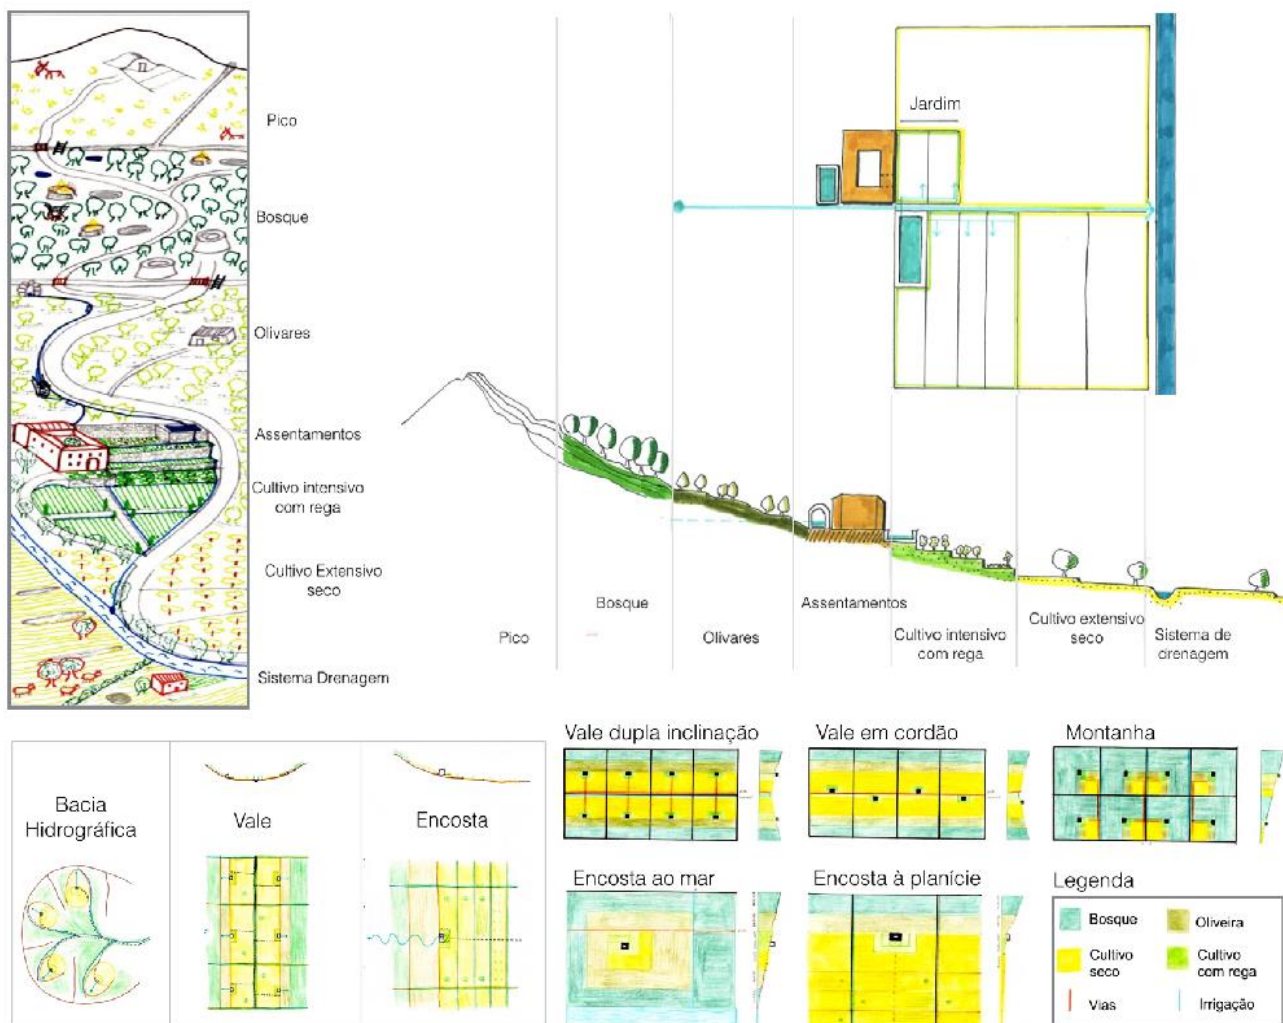 Pico
Bosque
Olivares
Assentamentos
Cultivo intensivo
com rega
Cultivo Extensivo
seco
Sistema Drenagem
Jardim
Pico
Bosque
Olivares
Assentamentos
Cultivo intensivo
com rega
Cultivo extensivo
seco
Sistema de
drenagem
Bacia
Hidrográfica
Vale
Encosta
Vale dupla inclinação
Vale em cordão
Montanha
Encosta ao mar
Encosta à planície
Legenda
Bosque
Oliveira
Cultivo
seco
Cultivo
com rega
Vias
Irrigação